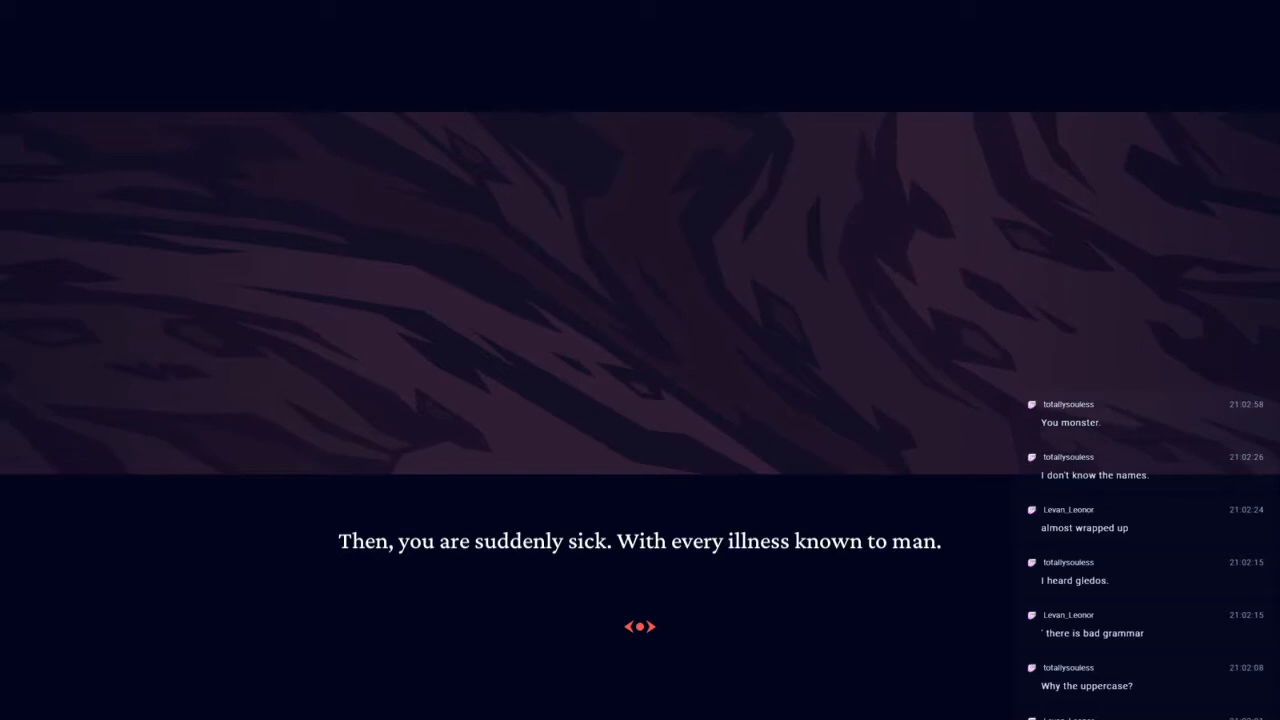 Then, you are suddenly sick. With every illness known to man.
totallysouless 21:02:58
You monster.
totallysouless 21:02:26
I don't know the names.
Levan_Leonor 21:02:24
almost wrapped up
totallysouless 21:02:15
I heard gledos.
Levan_Leonor 21:02:15
` there is bad grammar
totallysouless 21:02:08
Why the uppercase?